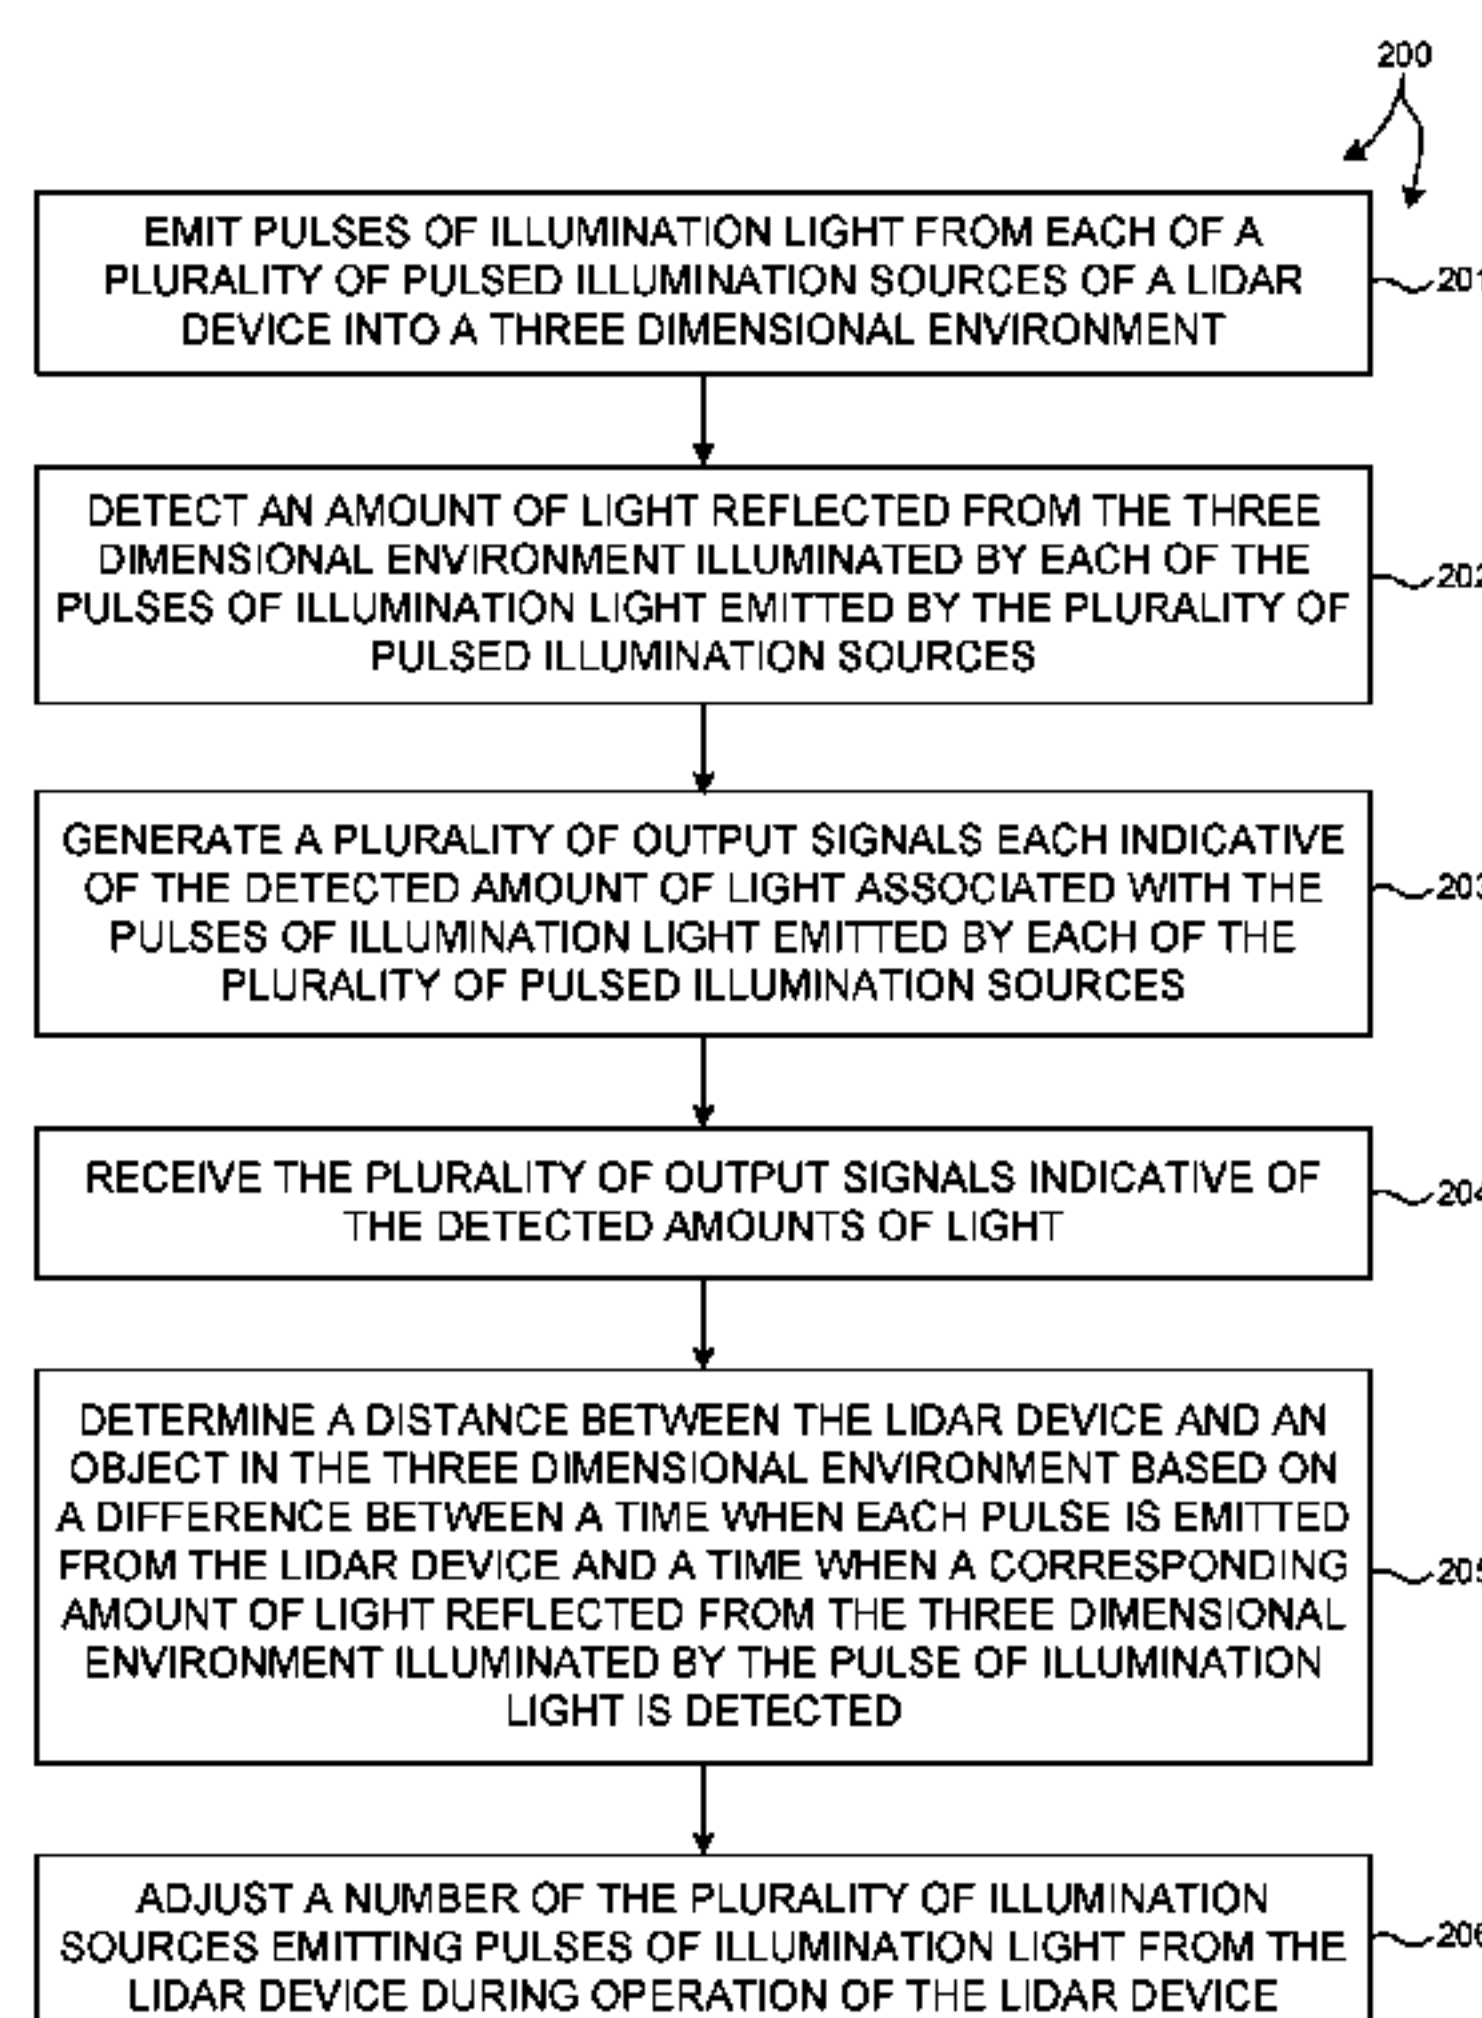 200
EMIT PULSES OF ILLUMINATION LIGHT FROM EACH OF A
PLURALITY OF PULSED ILLUMINATION SOURCES OF A LIDAR
DEVICE INTO A THREE DIMENSIONAL ENVIRONMENT
201
DETECT AN AMOUNT OF LIGHT REFLECTED FROM THE THREE
DIMENSIONAL ENVIRONMENT ILLUMINATED BY EACH OF THE
PULSES OF ILLUMINATION LIGHT EMITTED BY THE PLURALITY OF
PULSED ILLUMINATION SOURCES
202
GENERATE A PLURALITY OF OUTPUT SIGNALS EACH INDICATIVE
OF THE DETECTED AMOUNT OF LIGHT ASSOCIATED WITH THE
PULSES OF ILLUMINATION LIGHT EMITTED BY EACH OF THE
PLURALITY OF PULSED ILLUMINATION SOURCES
203
RECEIVE THE PLURALITY OF OUTPUT SIGNALS INDICATIVE OF
THE DETECTED AMOUNTS OF LIGHT
204
DETERMINE A DISTANCE BETWEEN THE LIDAR DEVICE AND AN
OBJECT IN THE THREE DIMENSIONAL ENVIRONMENT BASED ON
A DIFFERENCE BETWEEN A TIME WHEN EACH PULSE IS EMITTED
FROM THE LIDAR DEVICE AND A TIME WHEN A CORRESPONDING
AMOUNT OF LIGHT REFLECTED FROM THE THREE DIMENSIONAL
ENVIRONMENT ILLUMINATED BY THE PULSE OF ILLUMINATION
LIGHT IS DETECTED
205
ADJUST A NUMBER OF THE PLURALITY OF ILLUMINATION
SOURCES EMITTING PULSES OF ILLUMINATION LIGHT FROM THE
LIDAR DEVICE DURING OPERATION OF THE LIDAR DEVICE
206